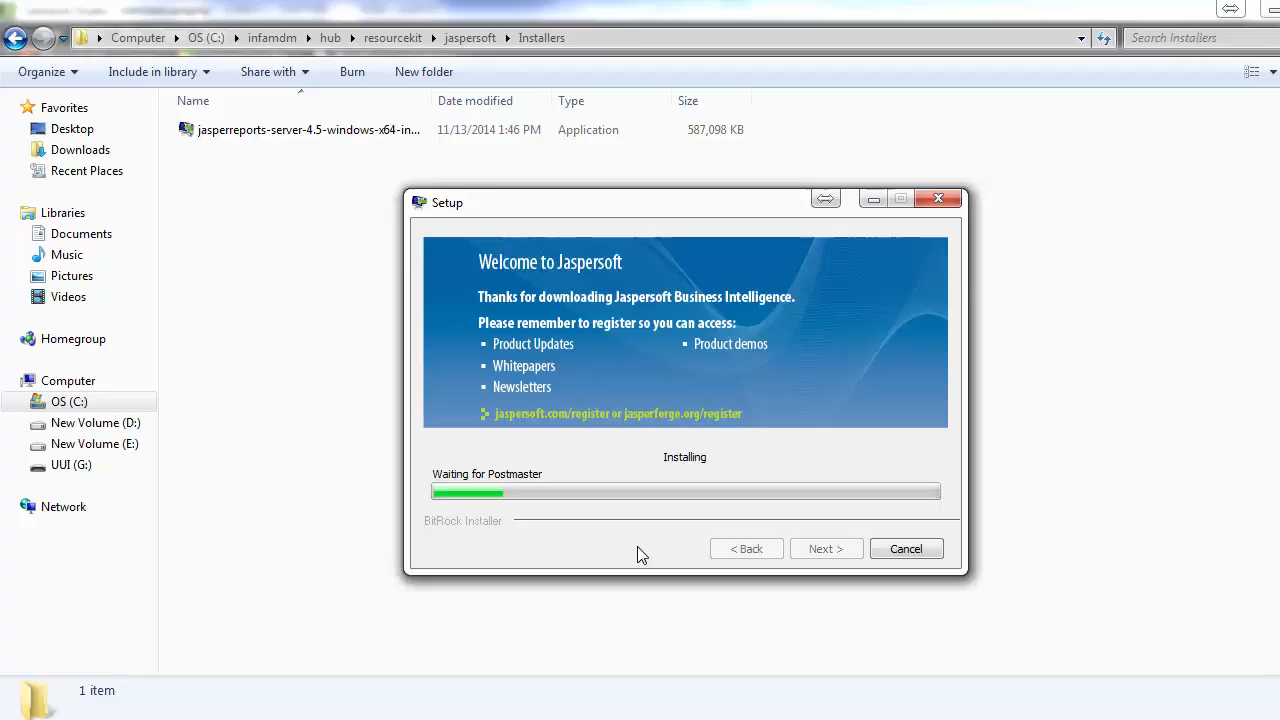 Computer OS (C:) infamdm hub resourcekit jaspersoft Installers Search Installers
Organize Include in library Share with Burn New folder
Name Date modified Type Size
jasperreports-server-4.5-windows-x64-in... 11/13/2014 1:46 PM Application 587,098 KB
Favorites
Desktop
Downloads
Recent Places
Libraries
Documents
Music
Pictures
Videos
Homegroup
Computer
OS (C:)
New Volume (D:)
New Volume (E:)
UUI (G:)
Network
Setup
Welcome to Jaspersoft
Thanks for downloading Jaspersoft Business Intelligence.
Please remember to register so you can access:
Product Updates Product demos
Whitepapers
Newsletters
jaspersoft.com/register or jasperforge.org/register
Installing
Waiting for Postmaster
BitRock Installer
< Back Next > Cancel
1 item